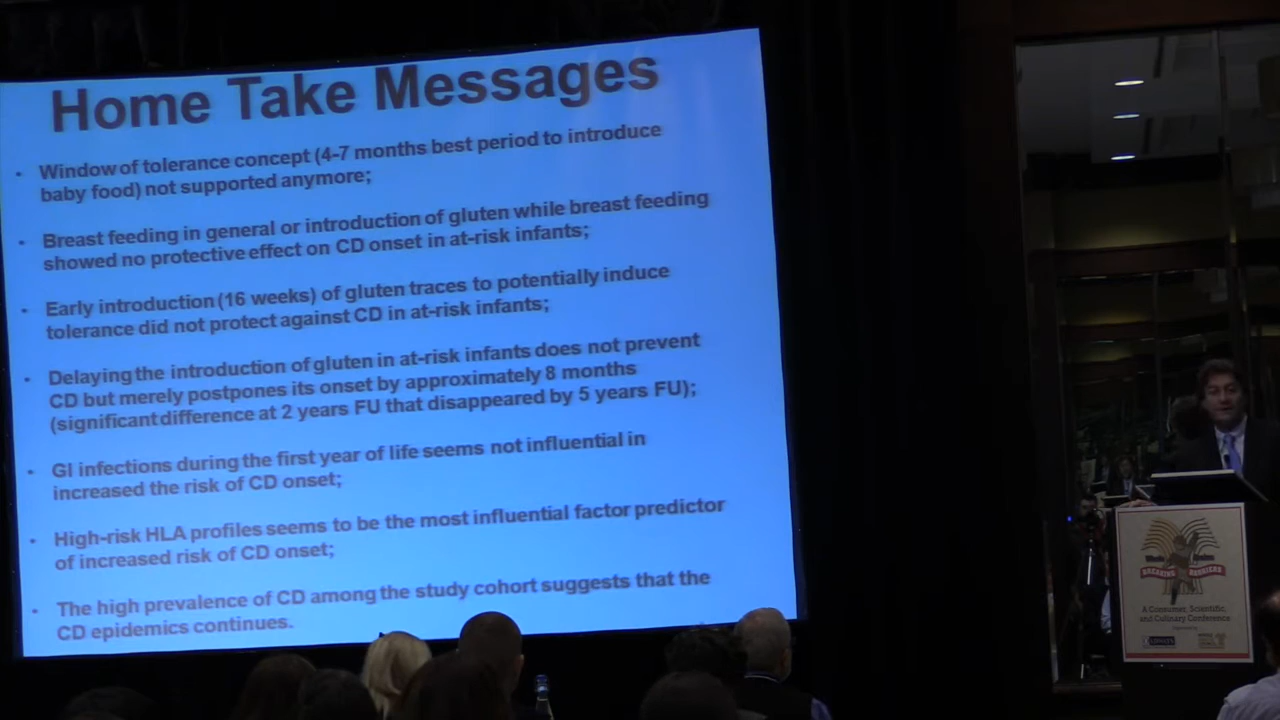 Home Take Messages
• Window of tolerance concept (4-7 months best period to introduce
baby food) not supported anymore;
• Breast feeding in general or introduction of gluten while breast feeding
showed no protective effect on CD onset in at-risk infants;
• Early introduction (16 weeks) of gluten traces to potentially induce
tolerance did not protect against CD in at-risk infants;
• Delaying the introduction of gluten in at-risk infants does not prevent
CD but merely postpones its onset by approximately 8 months
(significant difference at 2 years FU that disappeared by 5 years FU);
• GI infections during the first year of life seems not influential in
increased the risk of CD onset;
• High-risk HLA profiles seems to be the most influential factor predictor
of increased risk of CD onset;
• The high prevalence of CD among the study cohort suggests that the
CD epidemics continues.
BREAKING BARRIERS
A Consumer, Scientific,
and Culinary Conference